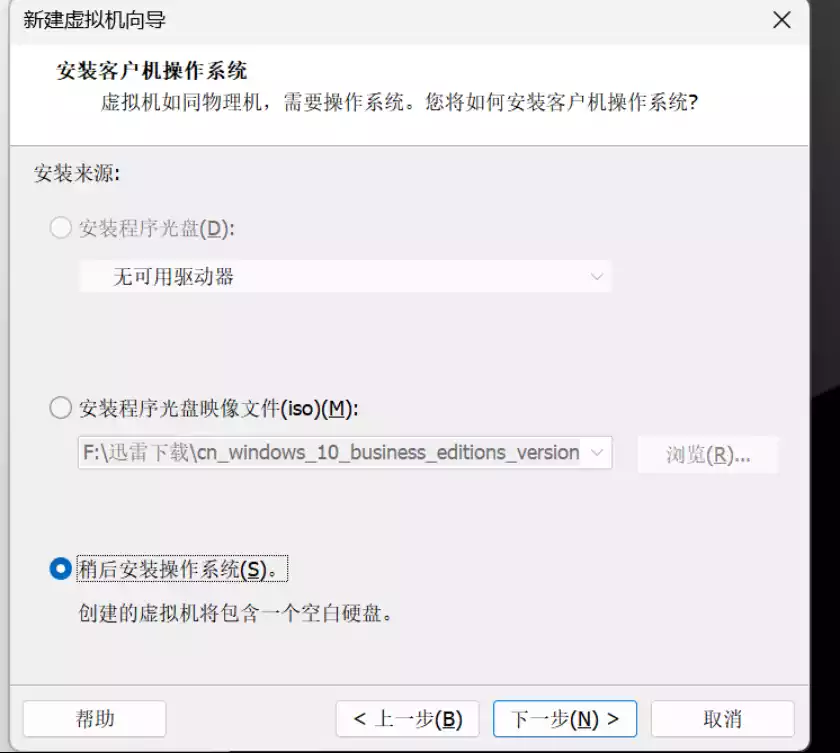 新建虚拟机向导
安装客户机操作系统
虚拟机如同物理机，需要操作系统。您将如何安装客户机操作系统?
安装来源:
安装程序光盘(D):
无可用驱动器
安装程序光盘映像文件(iso)(M):
F:\迅雷下载\cn_windows_10_business_editions_version
浏览(R)...
稍后安装操作系统(S)。
创建的虚拟机将包含一个空白硬盘。
帮助
< 上一步(B)
下一步(N) >
取消